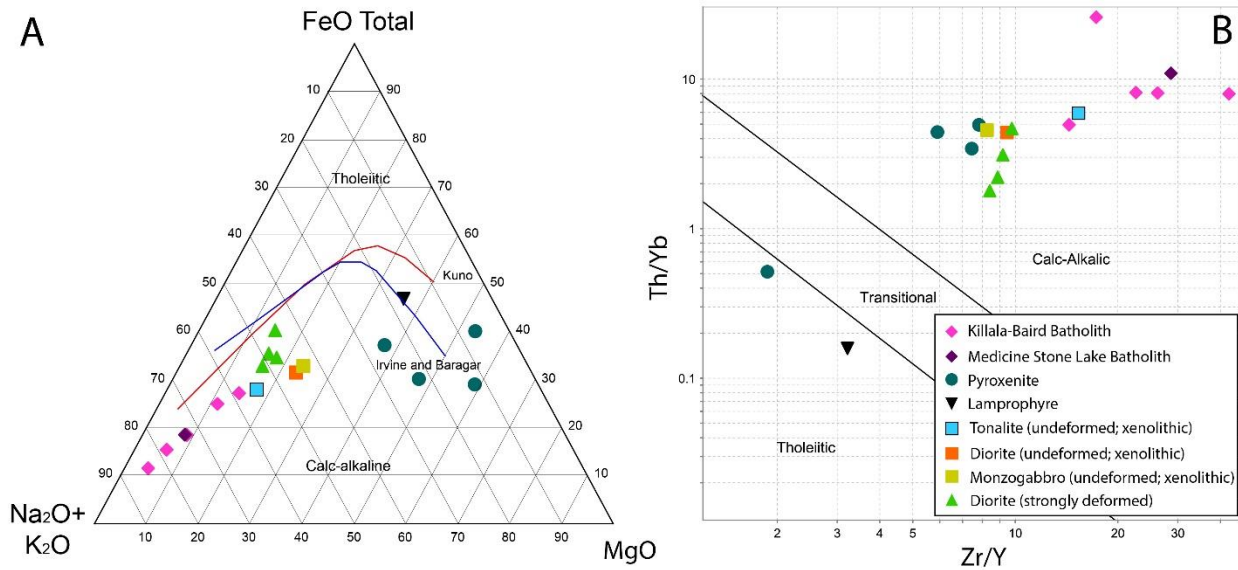 A
FeO Total
10
90
20
80
Tholeiitic
30
70
40
60
Kuno
50
50
60
40
Irvine and Baragar
70
30
80
20
Calc-alkaline
90
10
Na₂O+
K₂O
10
20
30
40
50
60
70
80
90
MgO
B
Th/Yb
10
1
0.1
Calc-Alkalic
Transitional
Tholeiitic
Killala-Baird Batholith
Medicine Stone Lake Batholith
Pyroxenite
Lamprophyre
Tonalite (undeformed; xenolithic)
Diorite (undeformed; xenolithic)
Monzogabbro (undeformed; xenolithic)
Diorite (strongly deformed)
2
3
4
5
6
7
8
10
20
30
Zr/Y